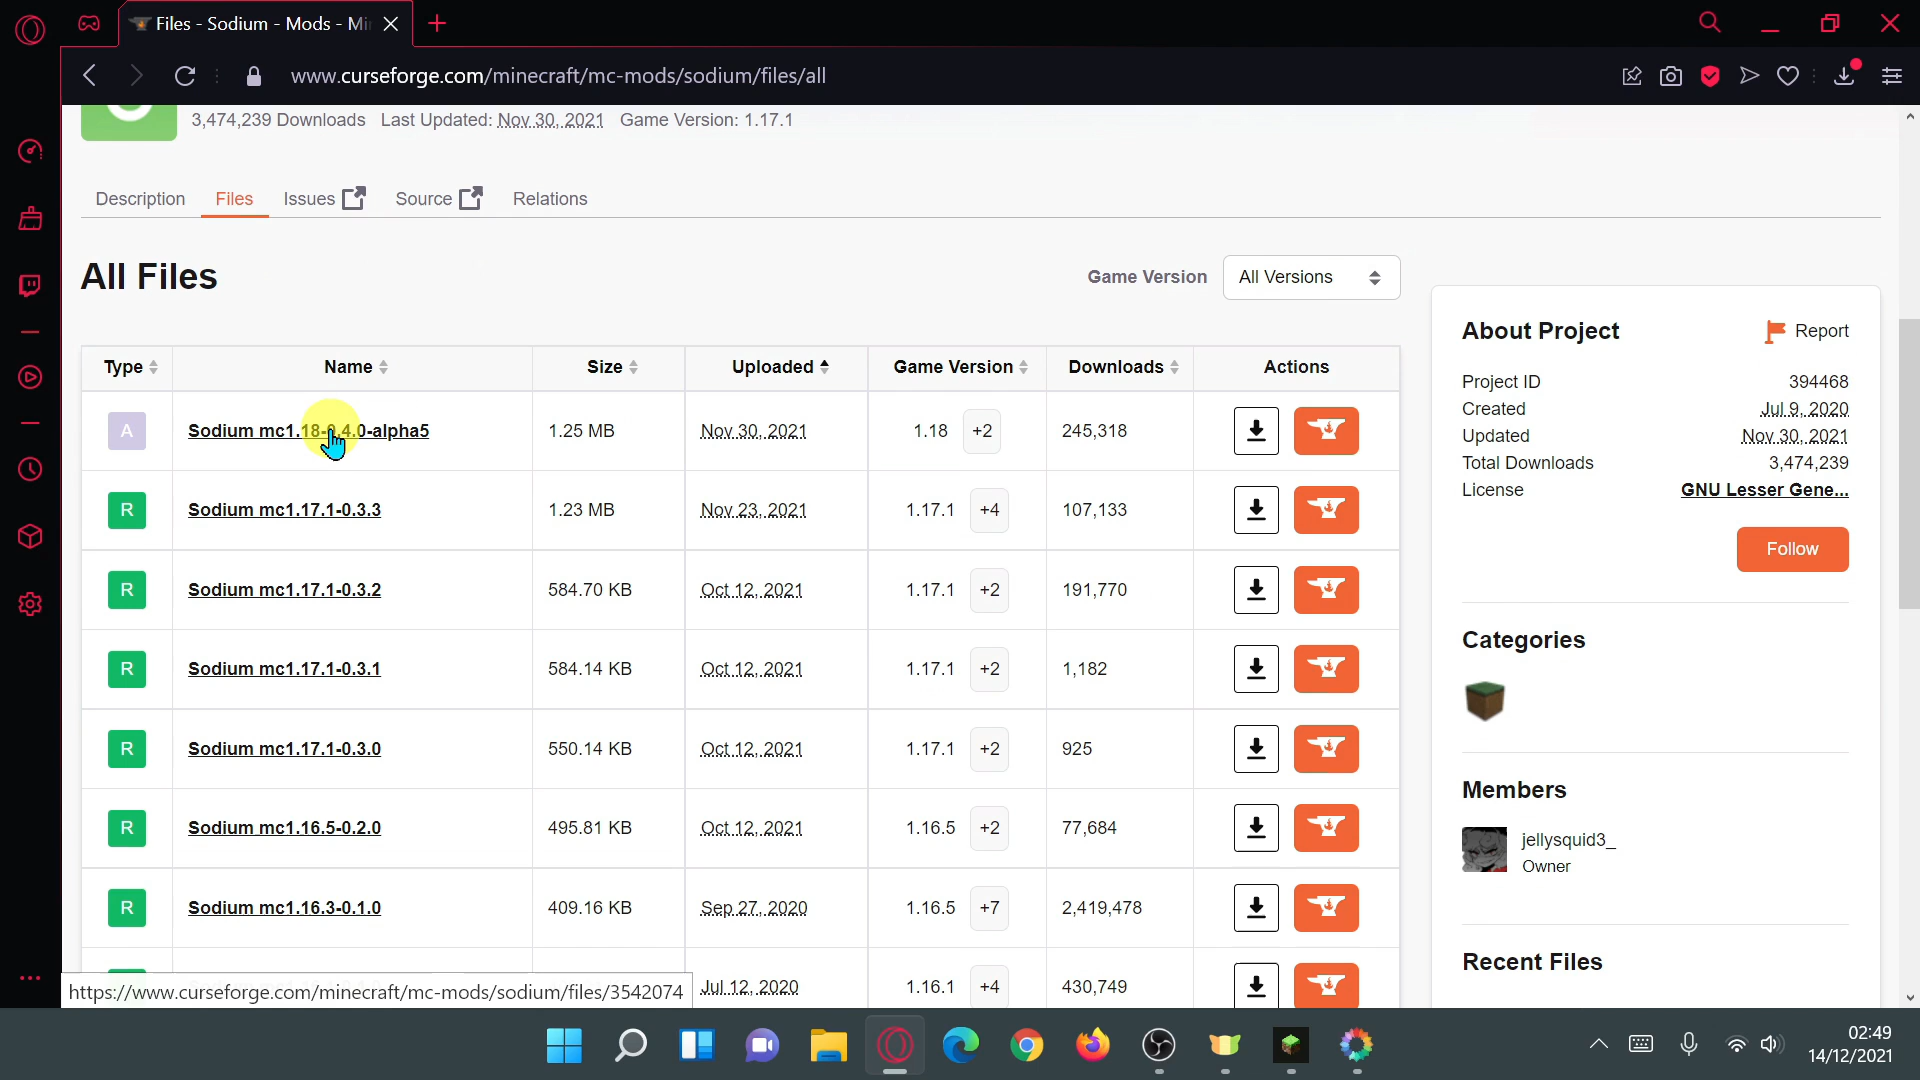 Files - Sodium - Mods - Mi
www.curseforge.com/minecraft/mc-mods/sodium/files/all
3,474,239 Downloads Last Updated: Nov 30, 2021 Game Version: 1.17.1
Description Files Issues Source Relations
All Files
Game Version All Versions
Type Name Size Uploaded Game Version Downloads Actions
A Sodium mc1.18-0.4.0-alpha5 1.25 MB Nov 30, 2021 1.18 +2 245,318
R Sodium mc1.17.1-0.3.3 1.23 MB Nov 23, 2021 1.17.1 +4 107,133
R Sodium mc1.17.1-0.3.2 584.70 KB Oct 12, 2021 1.17.1 +2 191,770
R Sodium mc1.17.1-0.3.1 584.14 KB Oct 12, 2021 1.17.1 +2 1,182
R Sodium mc1.17.1-0.3.0 550.14 KB Oct 12, 2021 1.17.1 +2 925
R Sodium mc1.16.5-0.2.0 495.81 KB Oct 12, 2021 1.16.5 +2 77,684
R Sodium mc1.16.3-0.1.0 409.16 KB Sep 27, 2020 1.16.5 +7 2,419,478
Jul 12, 2020 1.16.1 +4 430,749
https://www.curseforge.com/minecraft/mc-mods/sodium/files/3542074
About Project Report
Project ID 394468
Created Jul 9, 2020
Updated Nov 30, 2021
Total Downloads 3,474,239
License GNU Lesser Gene...
Follow
Categories
Members
jellysquid3_
Owner
Recent Files
02:49
14/12/2021